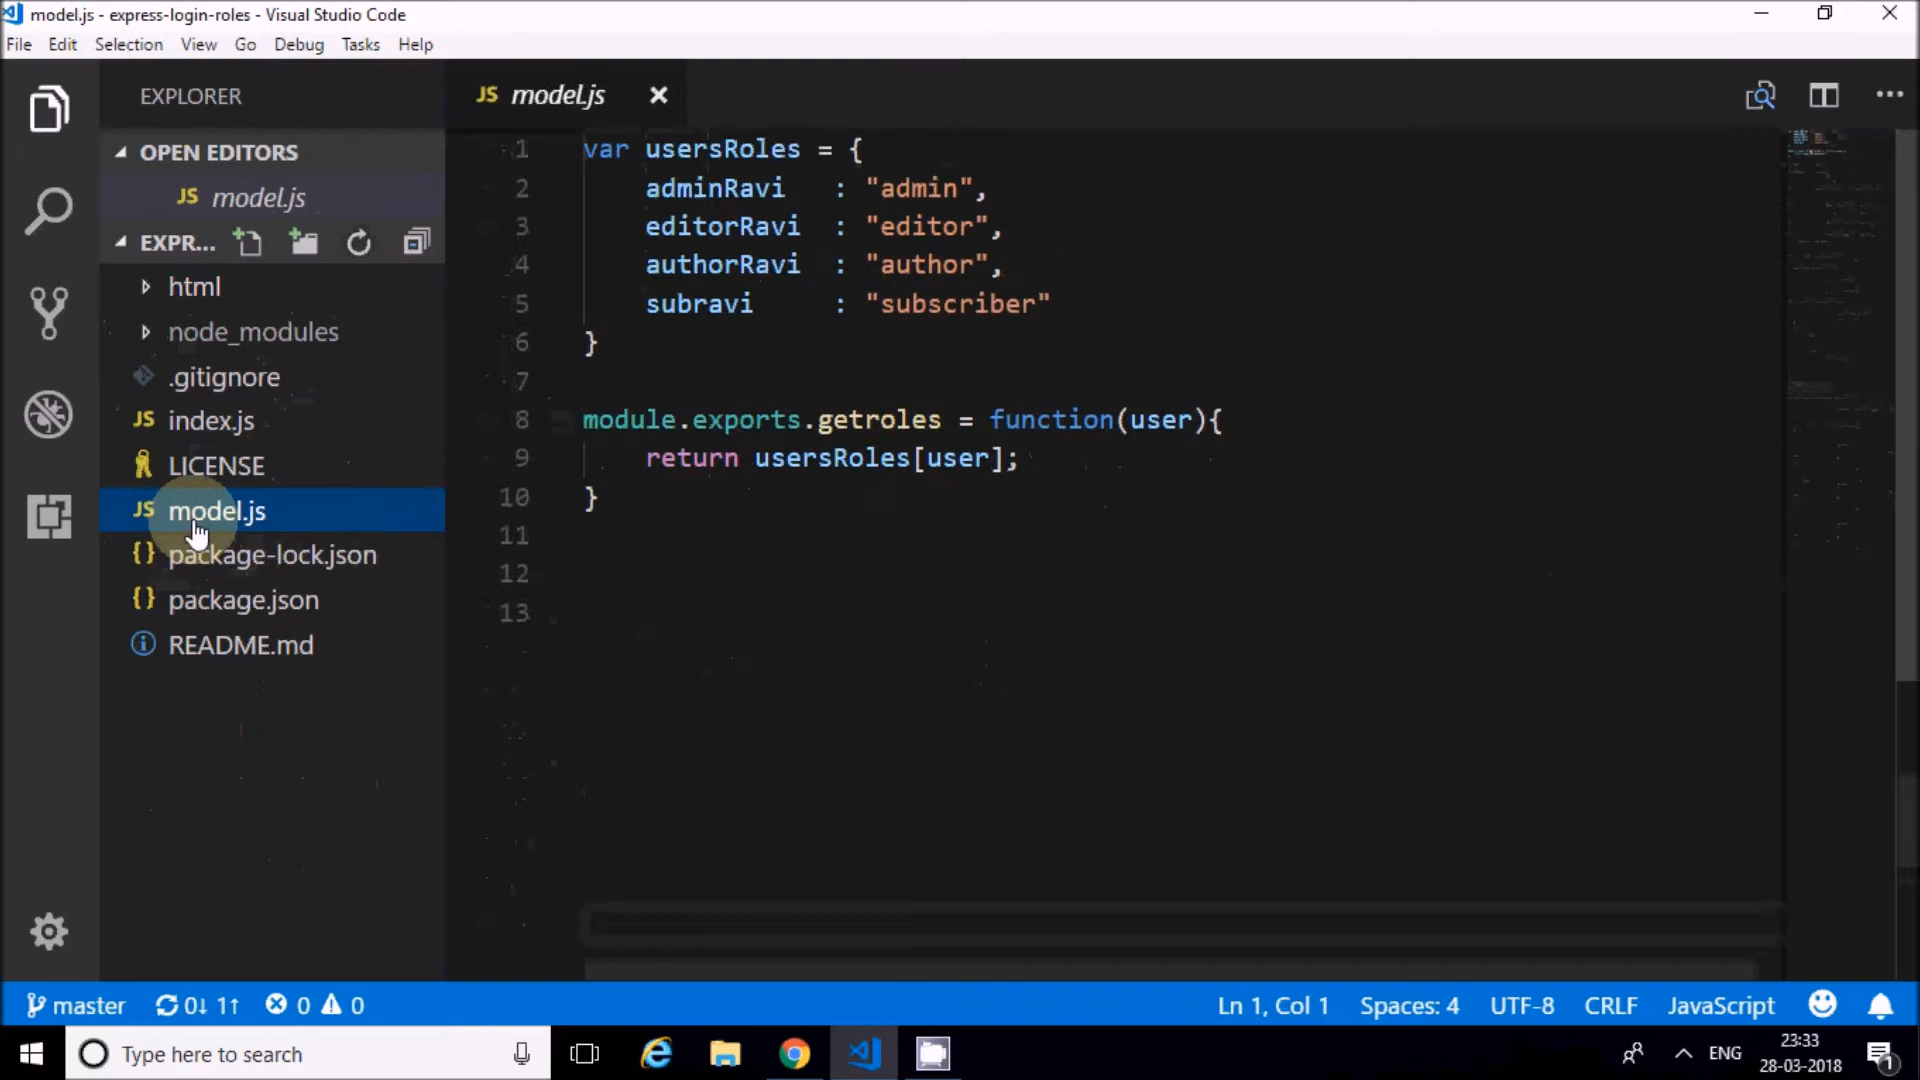 model.js - express-login-roles - Visual Studio Code
File Edit Selection View Go Debug Tasks Help
EXPLORER
OPEN EDITORS
JS model.js
EXPR...
html
node_modules
.gitignore
JS index.js
LICENSE
JS model.js
{} package-lock.json
{} package.json
README.md
JS model.js
1 var usersRoles = {
2 adminRavi : "admin",
3 editorRavi : "editor",
4 authorRavi : "author",
5 subravi : "subscriber"
6 }
7
8 module.exports.getroles = function(user){
9 return usersRoles[user];
10 }
11
12
13
master 0↓ 1↑ 0 0 Ln 1, Col 1 Spaces: 4 UTF-8 CRLF JavaScript
Type here to search
ENG
23:33
28-03-2018
1